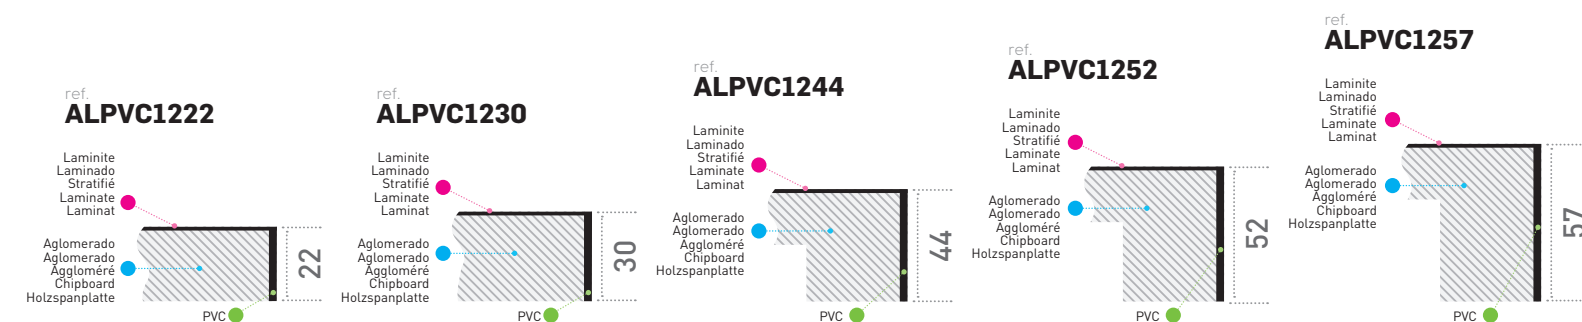 ref.
ALPVC1222
Laminite
Laminado
Stratifié
Laminate
Laminat
Aglomerado
Aglomerado
Aggloméré
Chipboard
Holzspanplatte
PVC
22
ref.
ALPVC1230
Laminite
Laminado
Stratifié
Laminate
Laminat
Aglomerado
Aglomerado
Aggloméré
Chipboard
Holzspanplatte
PVC
30
ref.
ALPVC1244
Laminite
Laminado
Stratifié
Laminate
Laminat
Aglomerado
Aglomerado
Aggloméré
Chipboard
Holzspanplatte
PVC
44
ref.
ALPVC1252
Laminite
Laminado
Stratifié
Laminate
Laminat
Aglomerado
Aglomerado
Aggloméré
Chipboard
Holzspanplatte
PVC
52
ref.
ALPVC1257
Laminite
Laminado
Stratifié
Laminate
Laminat
Aglomerado
Aglomerado
Aggloméré
Chipboard
Holzspanplatte
PVC
57